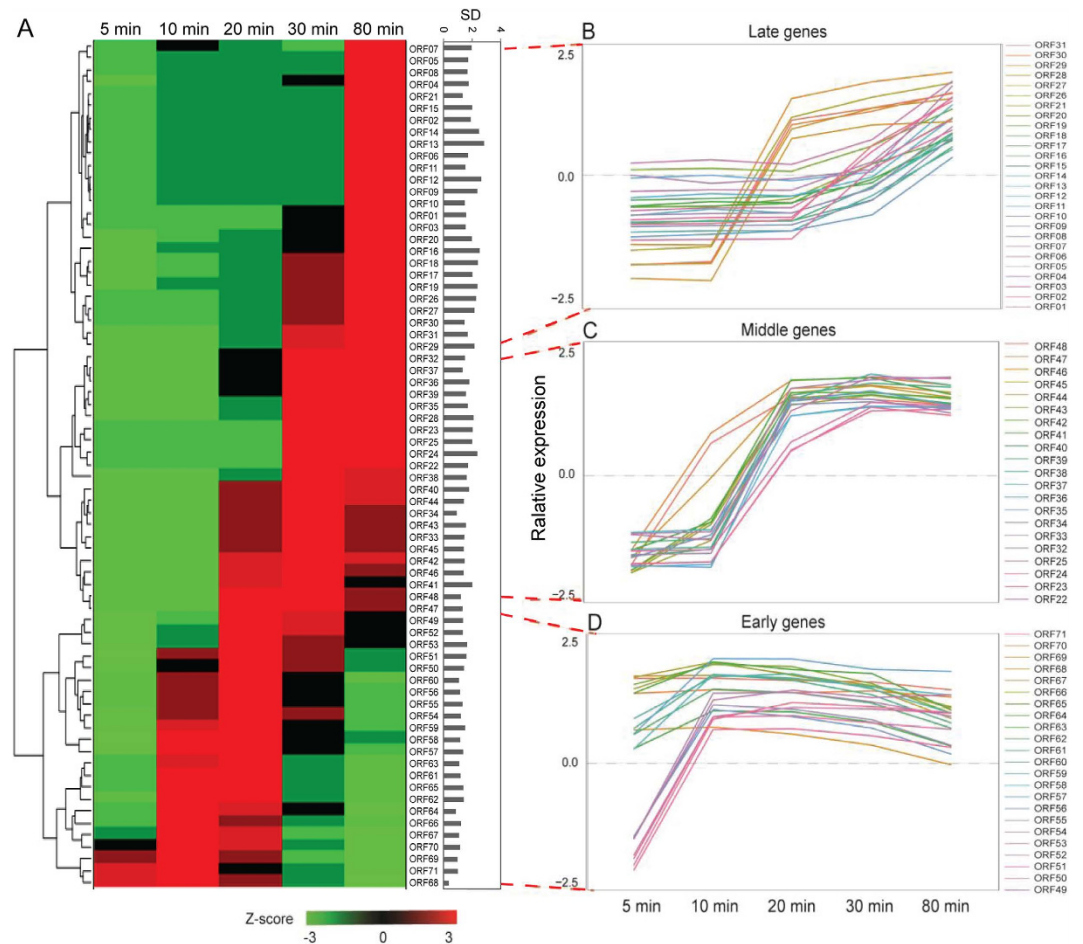 A
5 min 10 min 20 min 30 min 80 min
SD
0 2 4
ORF07
ORF05
ORF08
ORF04
ORF21
ORF15
ORF02
ORF14
ORF13
ORF06
ORF11
ORF12
ORF09
ORF10
ORF01
ORF03
ORF20
ORF16
ORF18
ORF17
ORF19
ORF26
ORF27
ORF30
ORF31
ORF29
ORF32
ORF37
ORF36
ORF39
ORF35
ORF28
ORF23
ORF25
ORF24
ORF22
ORF38
ORF40
ORF44
ORF34
ORF43
ORF33
ORF45
ORF42
ORF46
ORF41
ORF48
ORF47
ORF49
ORF52
ORF53
ORF51
ORF50
ORF60
ORF56
ORF55
ORF54
ORF59
ORF58
ORF57
ORF63
ORF61
ORF65
ORF62
ORF64
ORF66
ORF67
ORF70
ORF69
ORF71
ORF68
Z-score
-3 0 3
Ralative expression
B
Late genes
2.5
0.0
−2.5
ORF31
ORF30
ORF29
ORF28
ORF27
ORF26
ORF21
ORF20
ORF19
ORF18
ORF17
ORF16
ORF15
ORF14
ORF13
ORF12
ORF11
ORF10
ORF09
ORF08
ORF07
ORF06
ORF05
ORF04
ORF03
ORF02
ORF01
C
Middle genes
2.5
0.0
−2.5
ORF48
ORF47
ORF46
ORF45
ORF44
ORF43
ORF42
ORF41
ORF40
ORF39
ORF38
ORF37
ORF36
ORF35
ORF34
ORF33
ORF32
ORF25
ORF24
ORF23
ORF22
D
Early genes
2.5
0.0
−2.5
ORF71
ORF70
ORF69
ORF68
ORF67
ORF66
ORF65
ORF64
ORF63
ORF62
ORF61
ORF60
ORF59
ORF58
ORF57
ORF56
ORF55
ORF54
ORF53
ORF52
ORF51
ORF50
ORF49
5 min 10 min 20 min 30 min 80 min